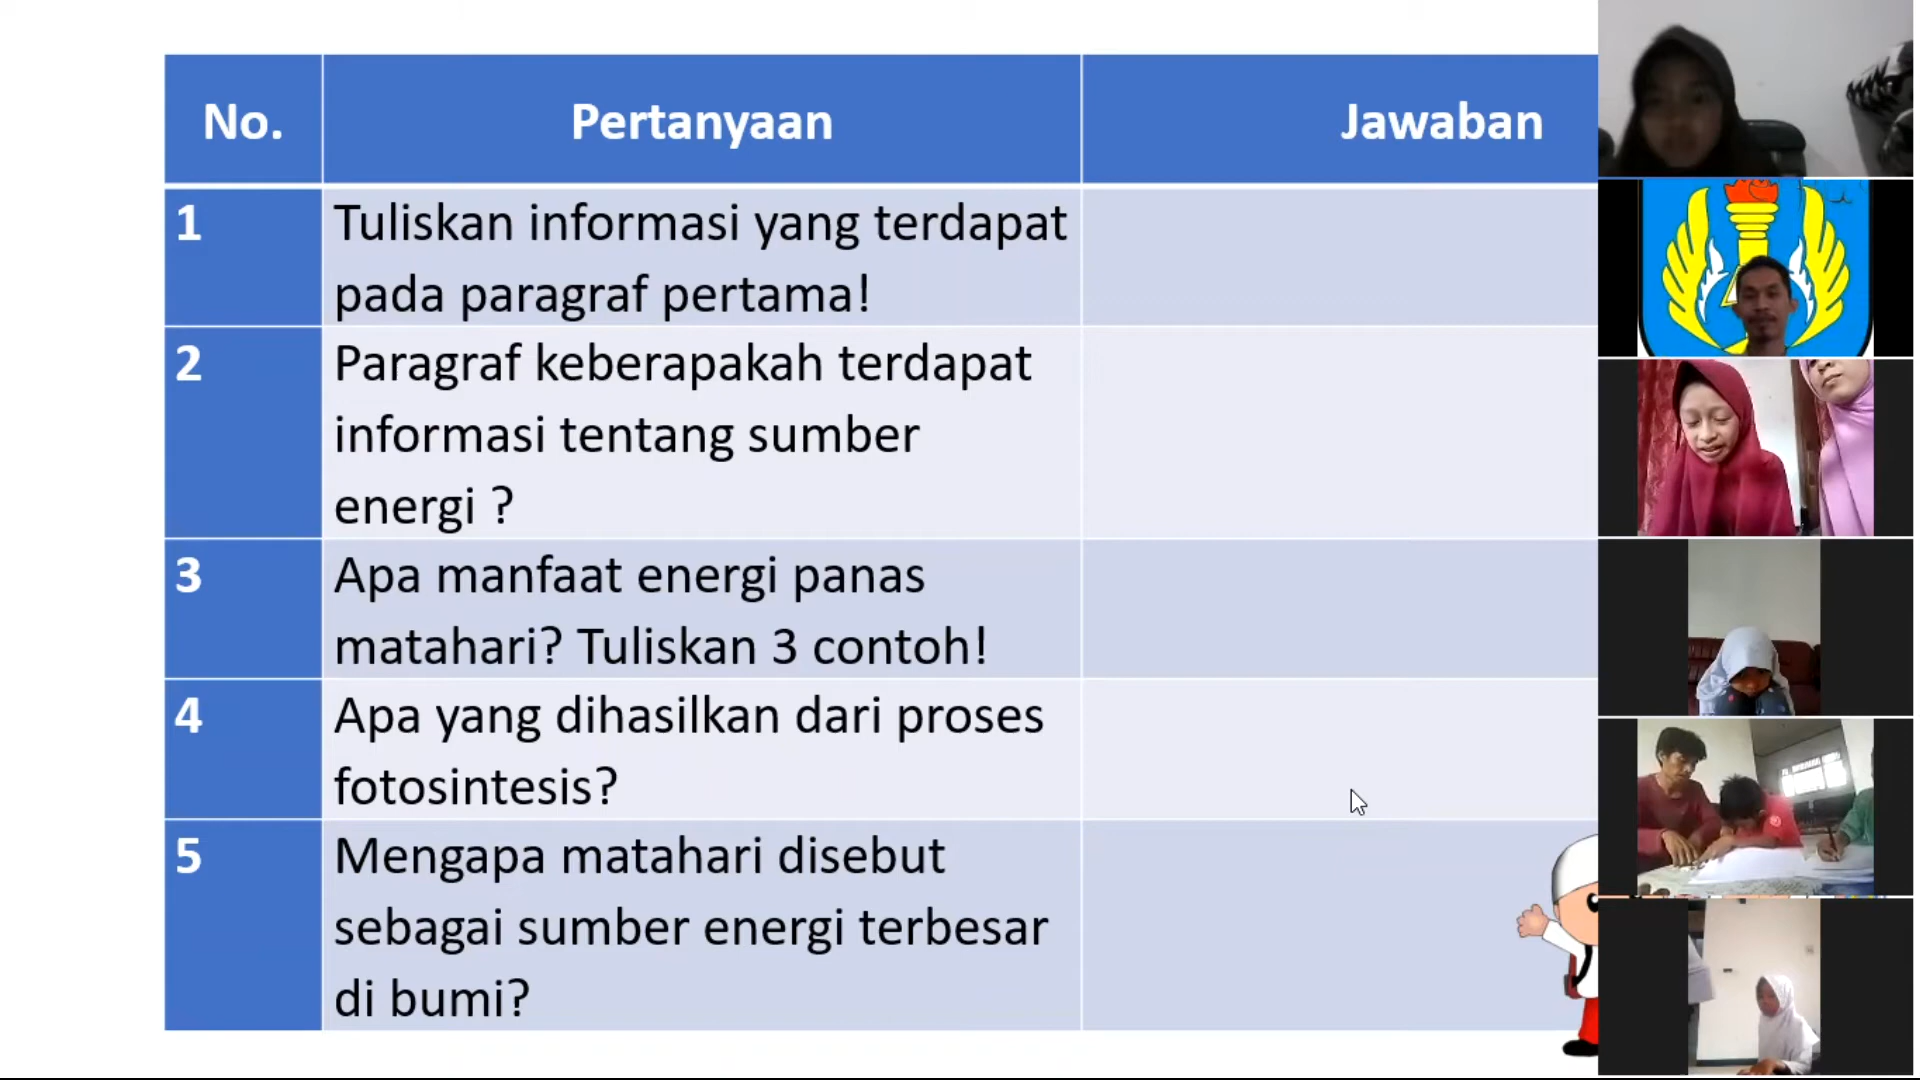 No. Pertanyaan Jawaban
1 Tuliskan informasi yang terdapat
pada paragraf pertama!
2 Paragraf keberapakah terdapat
informasi tentang sumber
energi ?
3 Apa manfaat energi panas
matahari? Tuliskan 3 contoh!
4 Apa yang dihasilkan dari proses
fotosintesis?
5 Mengapa matahari disebut
sebagai sumber energi terbesar
di bumi?